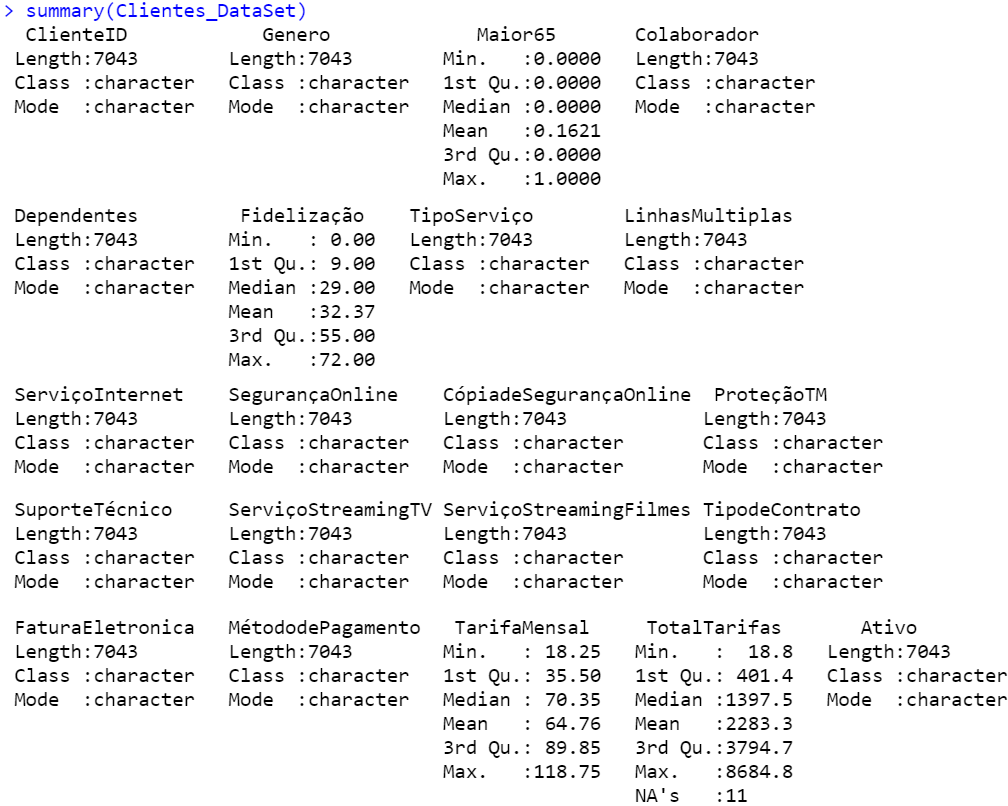 > summary(Clientes_DataSet)
  ClienteID            Genero              Maior65       Colaborador
 Length:7043        Length:7043        Min.   :0.0000   Length:7043
 Class :character   Class :character   1st Qu.:0.0000   Class :character
 Mode  :character   Mode  :character   Median :0.0000   Mode  :character
                                       Mean   :0.1621
                                       3rd Qu.:0.0000
                                       Max.   :1.0000
 Dependentes          Fidelização    TipoServiço        LinhasMultiplas
 Length:7043        Min.   : 0.00   Length:7043        Length:7043
 Class :character   1st Qu.: 9.00   Class :character   Class :character
 Mode  :character   Median :29.00   Mode  :character   Mode  :character
                    Mean   :32.37
                    3rd Qu.:55.00
                    Max.   :72.00
 ServiçoInternet    SegurançaOnline    CópiadeSegurançaOnline  ProteçãoTM
 Length:7043        Length:7043        Length:7043            Length:7043
 Class :character   Class :character   Class :character       Class :character
 Mode  :character   Mode  :character   Mode  :character       Mode  :character
 SuporteTécnico     ServiçoStreamingTV ServiçoStreamingFilmes TipodeContrato
 Length:7043        Length:7043        Length:7043            Length:7043
 Class :character   Class :character   Class :character       Class :character
 Mode  :character   Mode  :character   Mode  :character       Mode  :character
 FaturaEletronica   MétododePagamento   TarifaMensal     TotalTarifas       Ativo
 Length:7043        Length:7043        Min.   : 18.25   Min.   :  18.8   Length:7043
 Class :character   Class :character   1st Qu.: 35.50   1st Qu.: 401.4   Class :character
 Mode  :character   Mode  :character   Median : 70.35   Median :1397.5   Mode  :character
                                       Mean   : 64.76   Mean   :2283.3
                                       3rd Qu.: 89.85   3rd Qu.:3794.7
                                       Max.   :118.75   Max.   :8684.8
                                                        NA's   :11